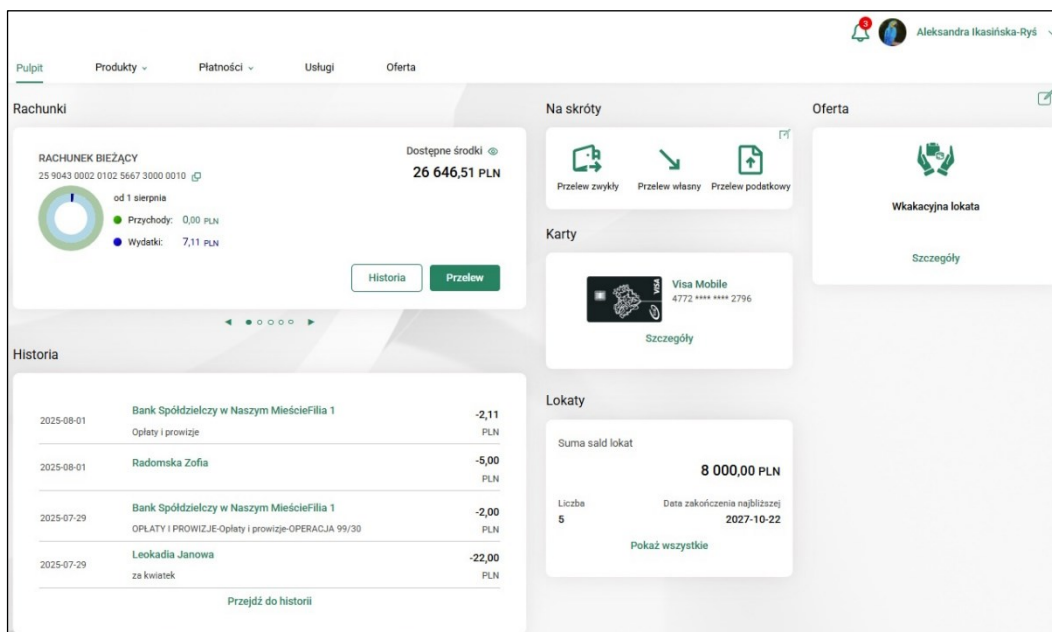 3
Aleksandra Ikasińska-Ryś
Pulpit
Produkty
Płatności
Usługi
Oferta
Rachunki
RACHUNEK BIEŻĄCY
25 9043 0002 0102 5667 3000 0010
Dostępne środki
26 646,51 PLN
od 1 sierpnia
Przychody: 0,00 PLN
Wydatki: 7,11 PLN
Historia
Przelew
Historia
2025-08-01
Bank Spółdzielczy w Naszym MieścieFilia 1
Opłaty i prowizje
-2,11
PLN
2025-08-01
Radomska Zofia
-5,00
PLN
2025-07-29
Bank Spółdzielczy w Naszym MieścieFilia 1
OPŁATY I PROWIZJE-Opłaty i prowizje-OPERACJA 99/30
-2,00
PLN
2025-07-29
Leokadia Janowa
za kwiatek
-22,00
PLN
Przejdź do historii
Na skróty
Przelew zwykły
Przelew własny
Przelew podatkowy
Karty
VISA
Visa Mobile
4772 **** **** 2796
Szczegóły
Lokaty
Suma sald lokat
8 000,00 PLN
Liczba
5
Data zakończenia najbliższej
2027-10-22
Pokaż wszystkie
Oferta
Wkakacyjna lokata
Szczegóły